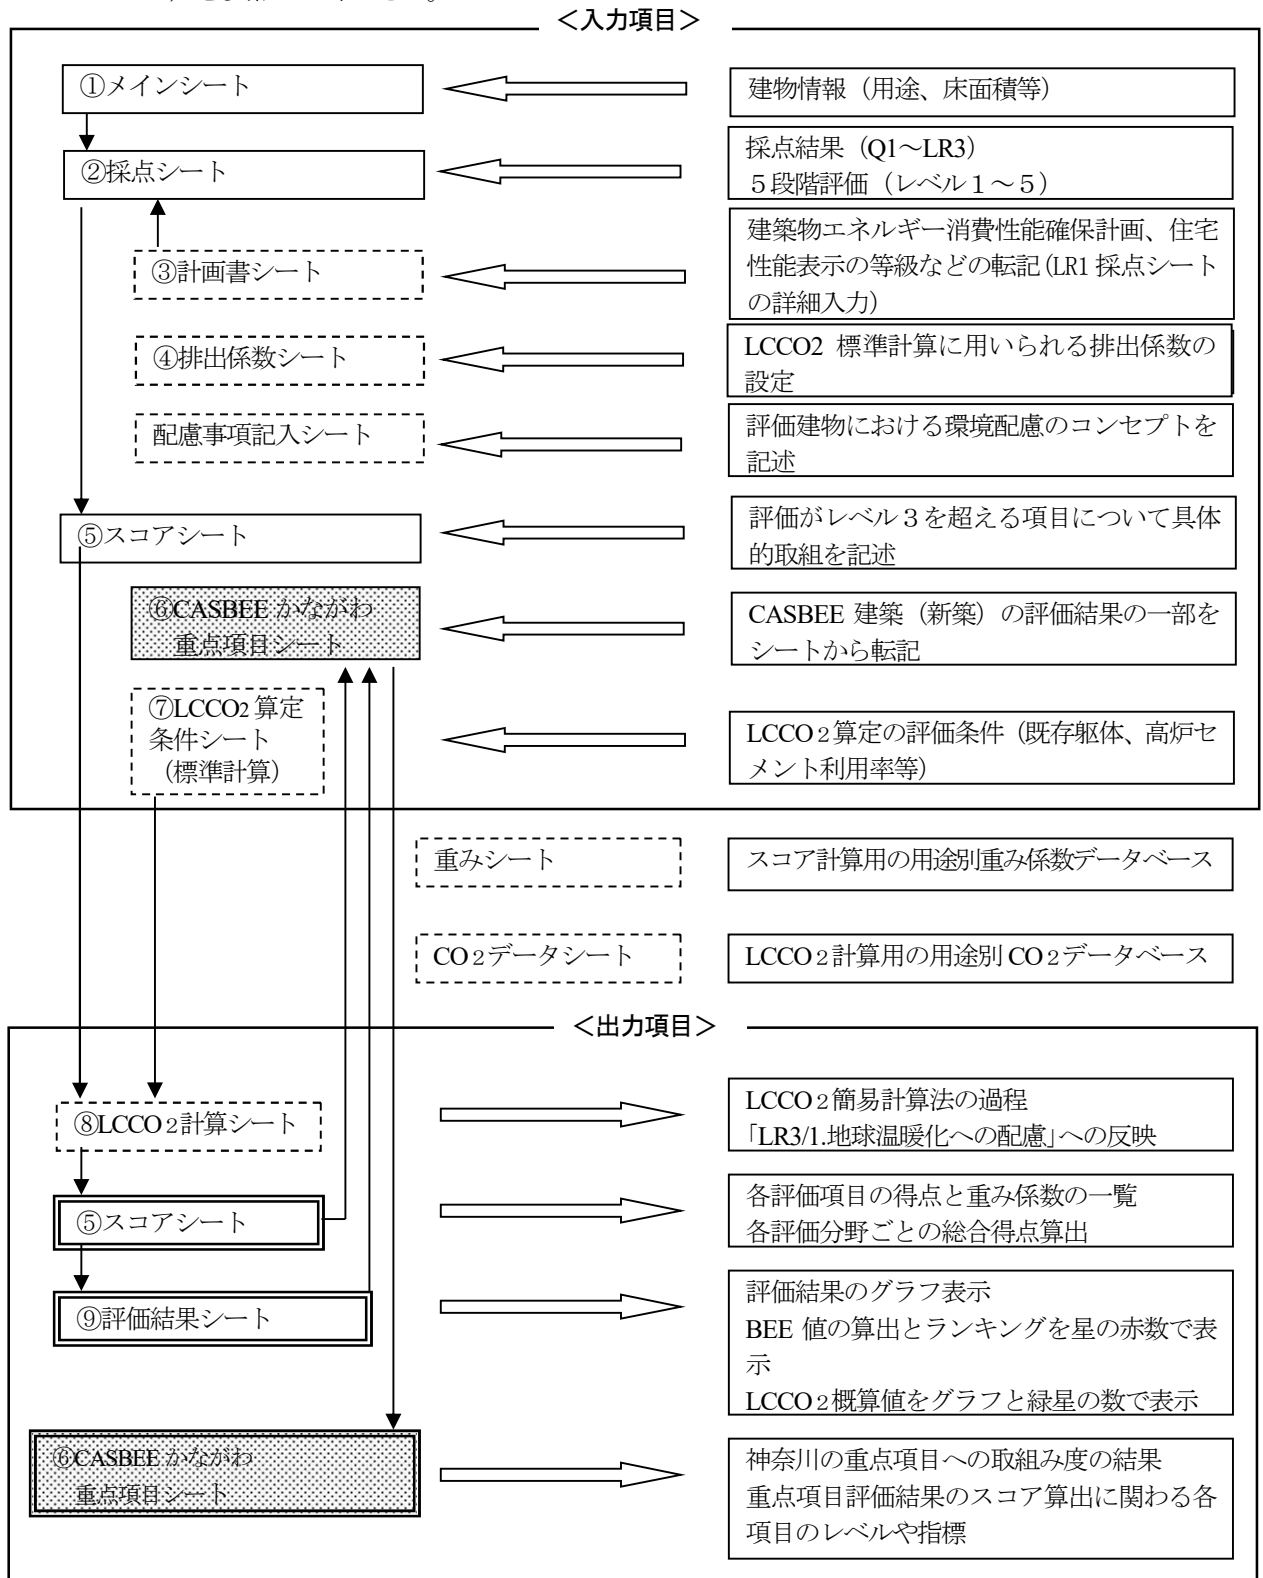 ＜入力項目＞
①メインシート
建物情報（用途、床面積等）
②採点シート
採点結果（Q1～LR3）
５段階評価（レベル１～５）
③計画書シート
建築物エネルギー消費性能確保計画、住宅
性能表示の等級などの転記（LR1 採点シート
の詳細入力）
④排出係数シート
LCCO2 標準計算に用いられる排出係数の
設定
配慮事項記入シート
評価建物における環境配慮のコンセプトを
記述
⑤スコアシート
評価がレベル３を超える項目について具体
的取組を記述
⑥CASBEE かながわ
重点項目シート
CASBEE 建築（新築）の評価結果の一部を
シートから転記
⑦LCCO2 算定
条件シート
（標準計算）
LCCO２算定の評価条件（既存躯体、高炉セ
メント利用率等）
重みシート
スコア計算用の用途別重み係数データベース
CO２データシート
LCCO２計算用の用途別 CO２データベース
＜出力項目＞
⑧LCCO２計算シート
LCCO２簡易計算法の過程
「LR3/1.地球温暖化への配慮」への反映
⑤スコアシート
各評価項目の得点と重み係数の一覧
各評価分野ごとの総合得点算出
⑨評価結果シート
評価結果のグラフ表示
BEE 値の算出とランキングを星の赤数で表
示
LCCO２概算値をグラフと緑星の数で表示
⑥CASBEE かながわ
重点項目シート
神奈川の重点項目への取組み度の結果
重点項目評価結果のスコア算出に関わる各
項目のレベルや指標